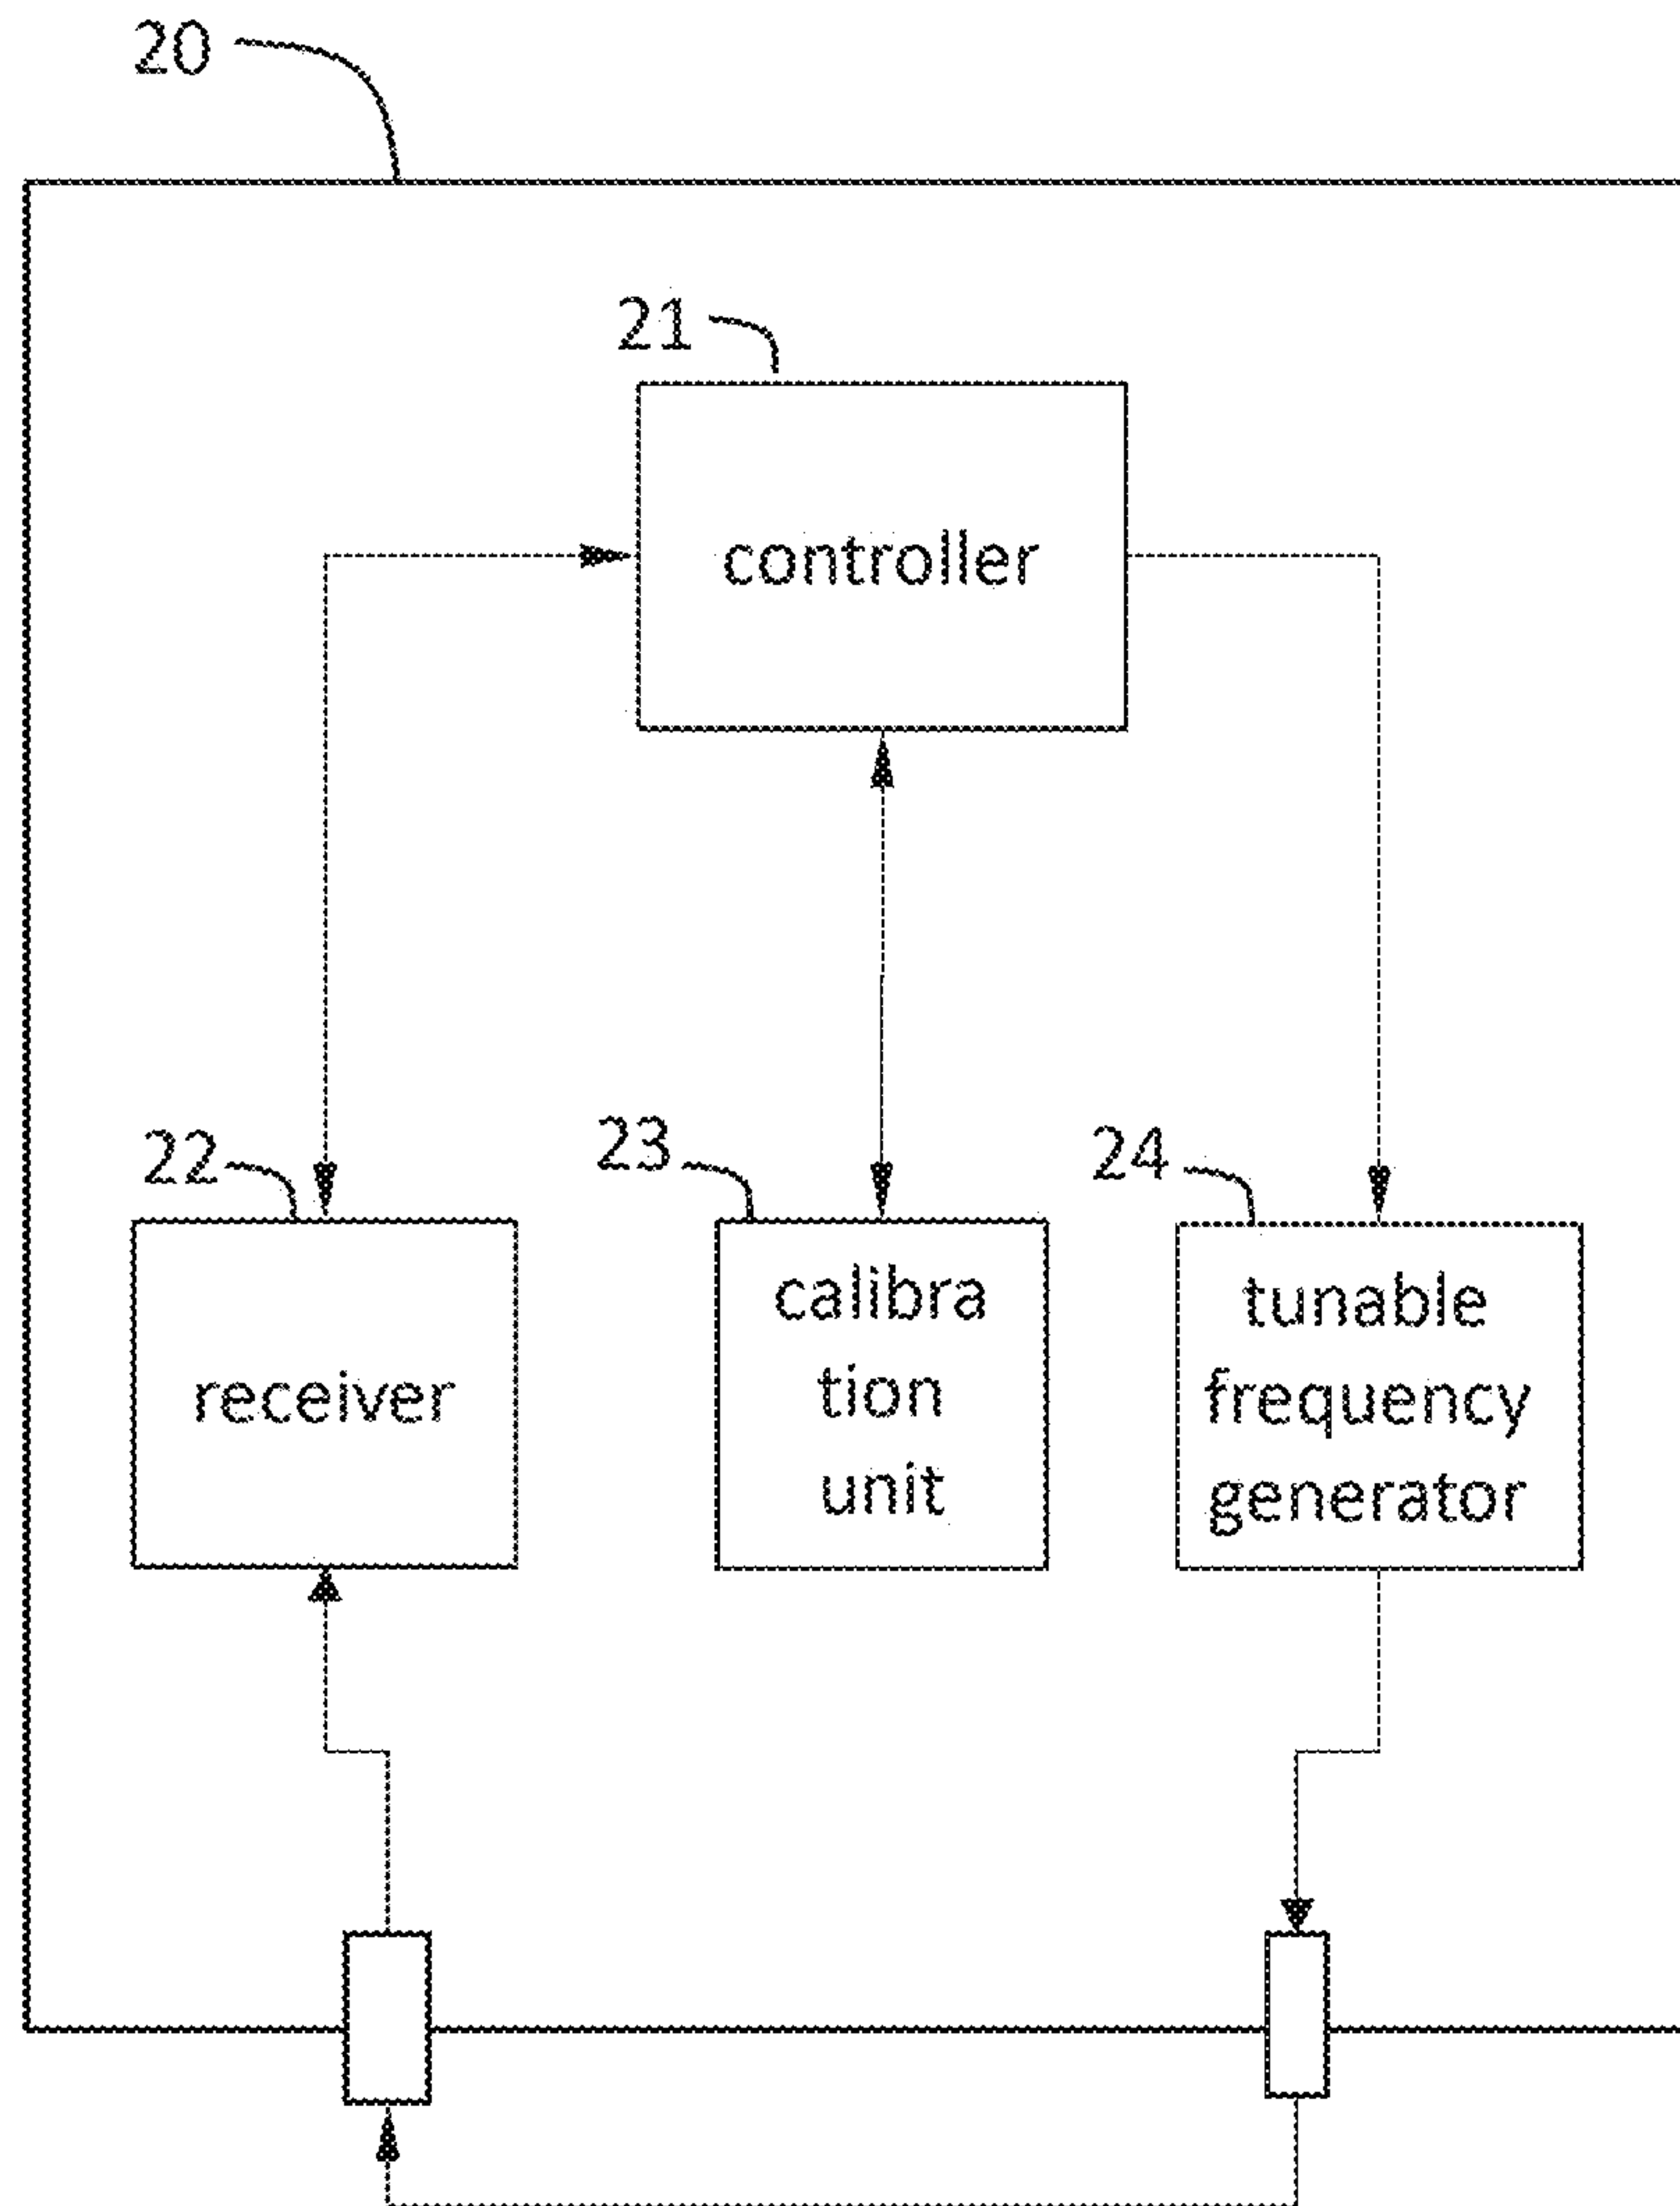 20
21
controller
22
23
24
receiver
calibra
tion
unit
tunable
frequency
generator